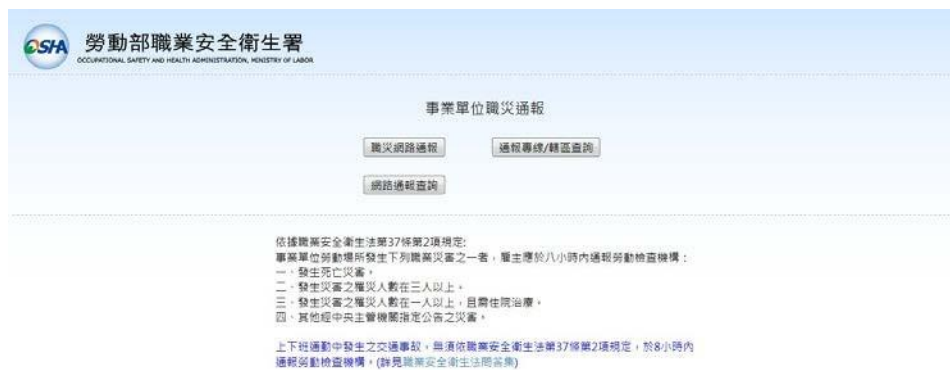 OSHA 勞動部職業安全衛生署
OCCUPATIONAL SAFETY AND HEALTH ADMINISTRATION, MINISTRY OF LABOR
事業單位職災通報
職災網路通報 通報專線/轄區查詢
網路通報查詢
依據職業安全衛生法第37條第2項規定:
事業單位勞動場所發生下列職業災害之一者，雇主應於八小時內通報勞動檢查機構：
一、發生死亡災害。
二、發生災害之罹災人數在三人以上。
三、發生災害之罹災人數在一人以上，且需住院治療。
四、其他經中央主管機關指定公告之災害。
上下班通勤中發生之交通事故，無須依職業安全衛生法第37條第2項規定，於8小時內
通報勞動檢查機構。(詳見職業安全衛生法問答集)